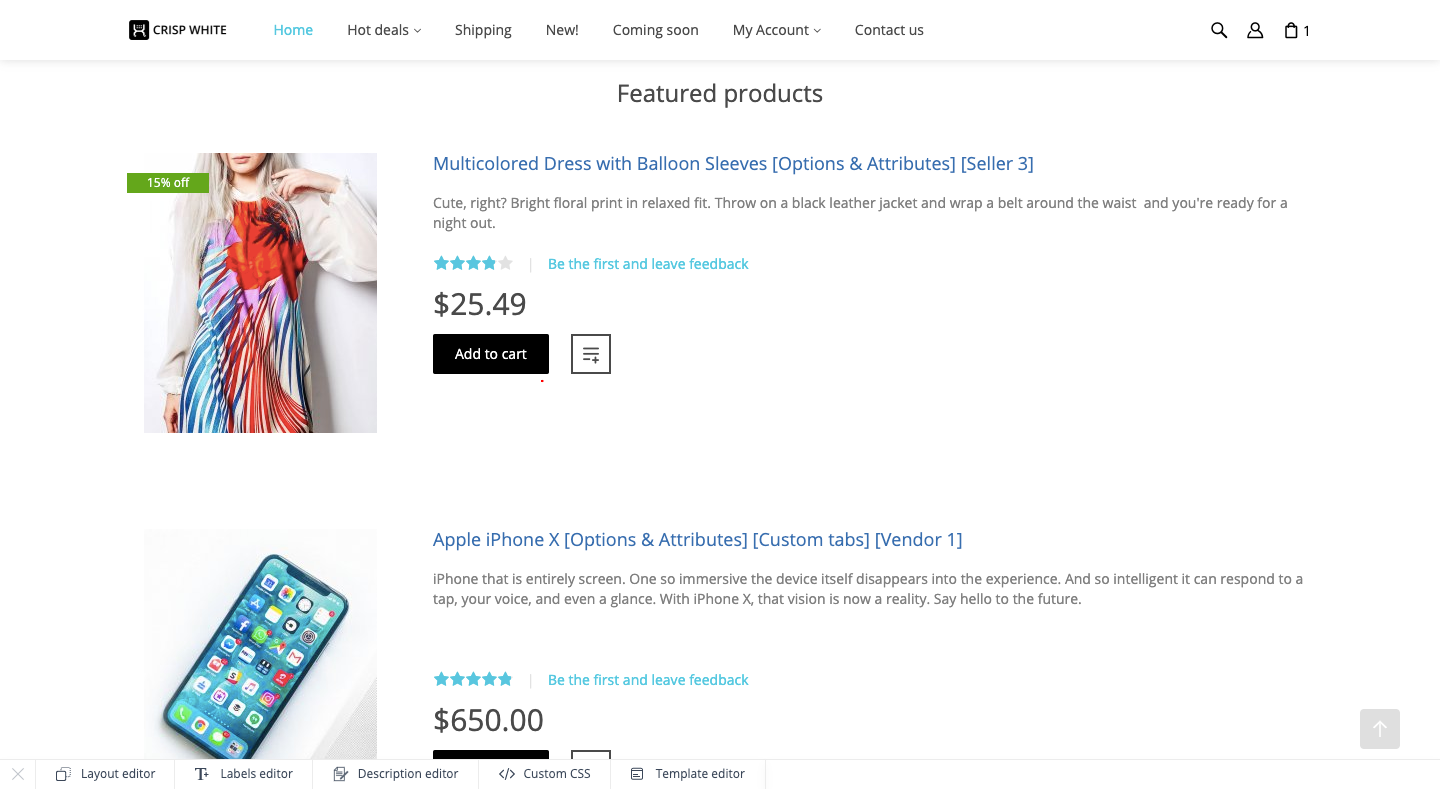 CRISP WHITE
Home
Hot deals
Shipping
New!
Coming soon
My Account
Contact us
1
Featured products
15% off
Multicolored Dress with Balloon Sleeves [Options & Attributes] [Seller 3]
Cute, right? Bright floral print in relaxed fit. Throw on a black leather jacket and wrap a belt around the waist  and you're ready for a
night out.
Be the first and leave feedback
$25.49
Add to cart
Apple iPhone X [Options & Attributes] [Custom tabs] [Vendor 1]
iPhone that is entirely screen. One so immersive the device itself disappears into the experience. And so intelligent it can respond to a
tap, your voice, and even a glance. With iPhone X, that vision is now a reality. Say hello to the future.
Be the first and leave feedback
$650.00
Layout editor
Labels editor
Description editor
Custom CSS
Template editor